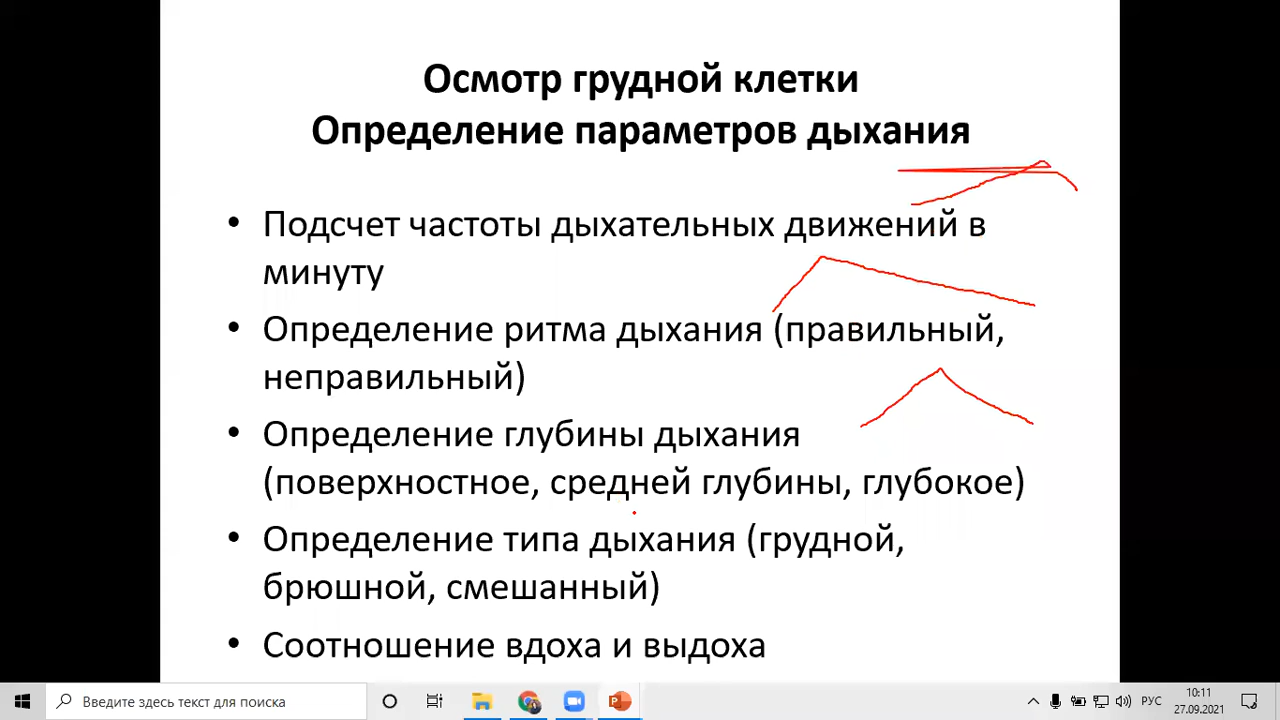 Осмотр грудной клетки
Определение параметров дыхания
• Подсчет частоты дыхательных движений в
минуту
• Определение ритма дыхания (правильный,
неправильный)
• Определение глубины дыхания
(поверхностное, средней глубины, глубокое)
• Определение типа дыхания (грудной,
брюшной, смешанный)
• Соотношение вдоха и выдоха
Введите здесь текст для поиска
РУС
10:11
27.09.2021